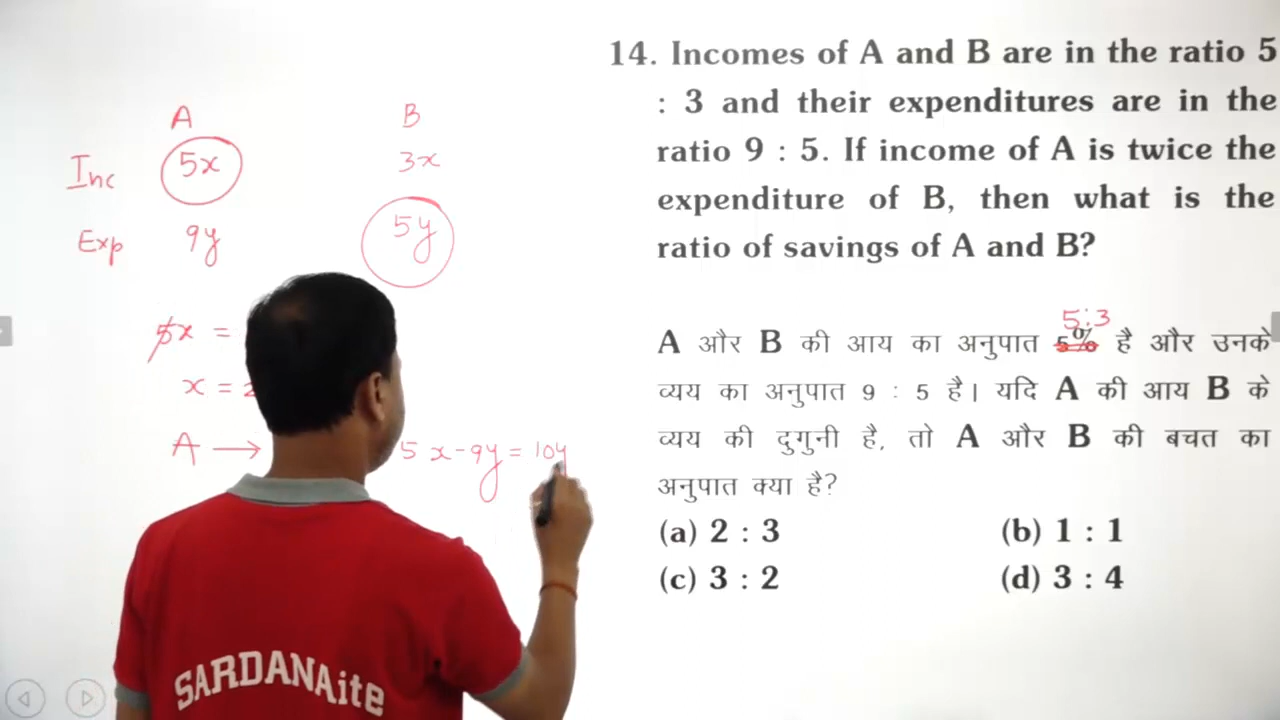 A B
Inc 5x 3x
Exp 9y 5y
5x =
x = 2
A → 5x-9y = 10y
SARDANAite
14. Incomes of A and B are in the ratio 5
: 3 and their expenditures are in the
ratio 9 : 5. If income of A is twice the
expenditure of B, then what is the
ratio of savings of A and B?
5:3
A और B की आय का अनुपात 5% है और उनके
व्यय का अनुपात 9 : 5 है। यदि A की आय B के
व्यय की दुगुनी है, तो A और B की बचत का
अनुपात क्या है?
(a) 2 : 3 (b) 1 : 1
(c) 3 : 2 (d) 3 : 4